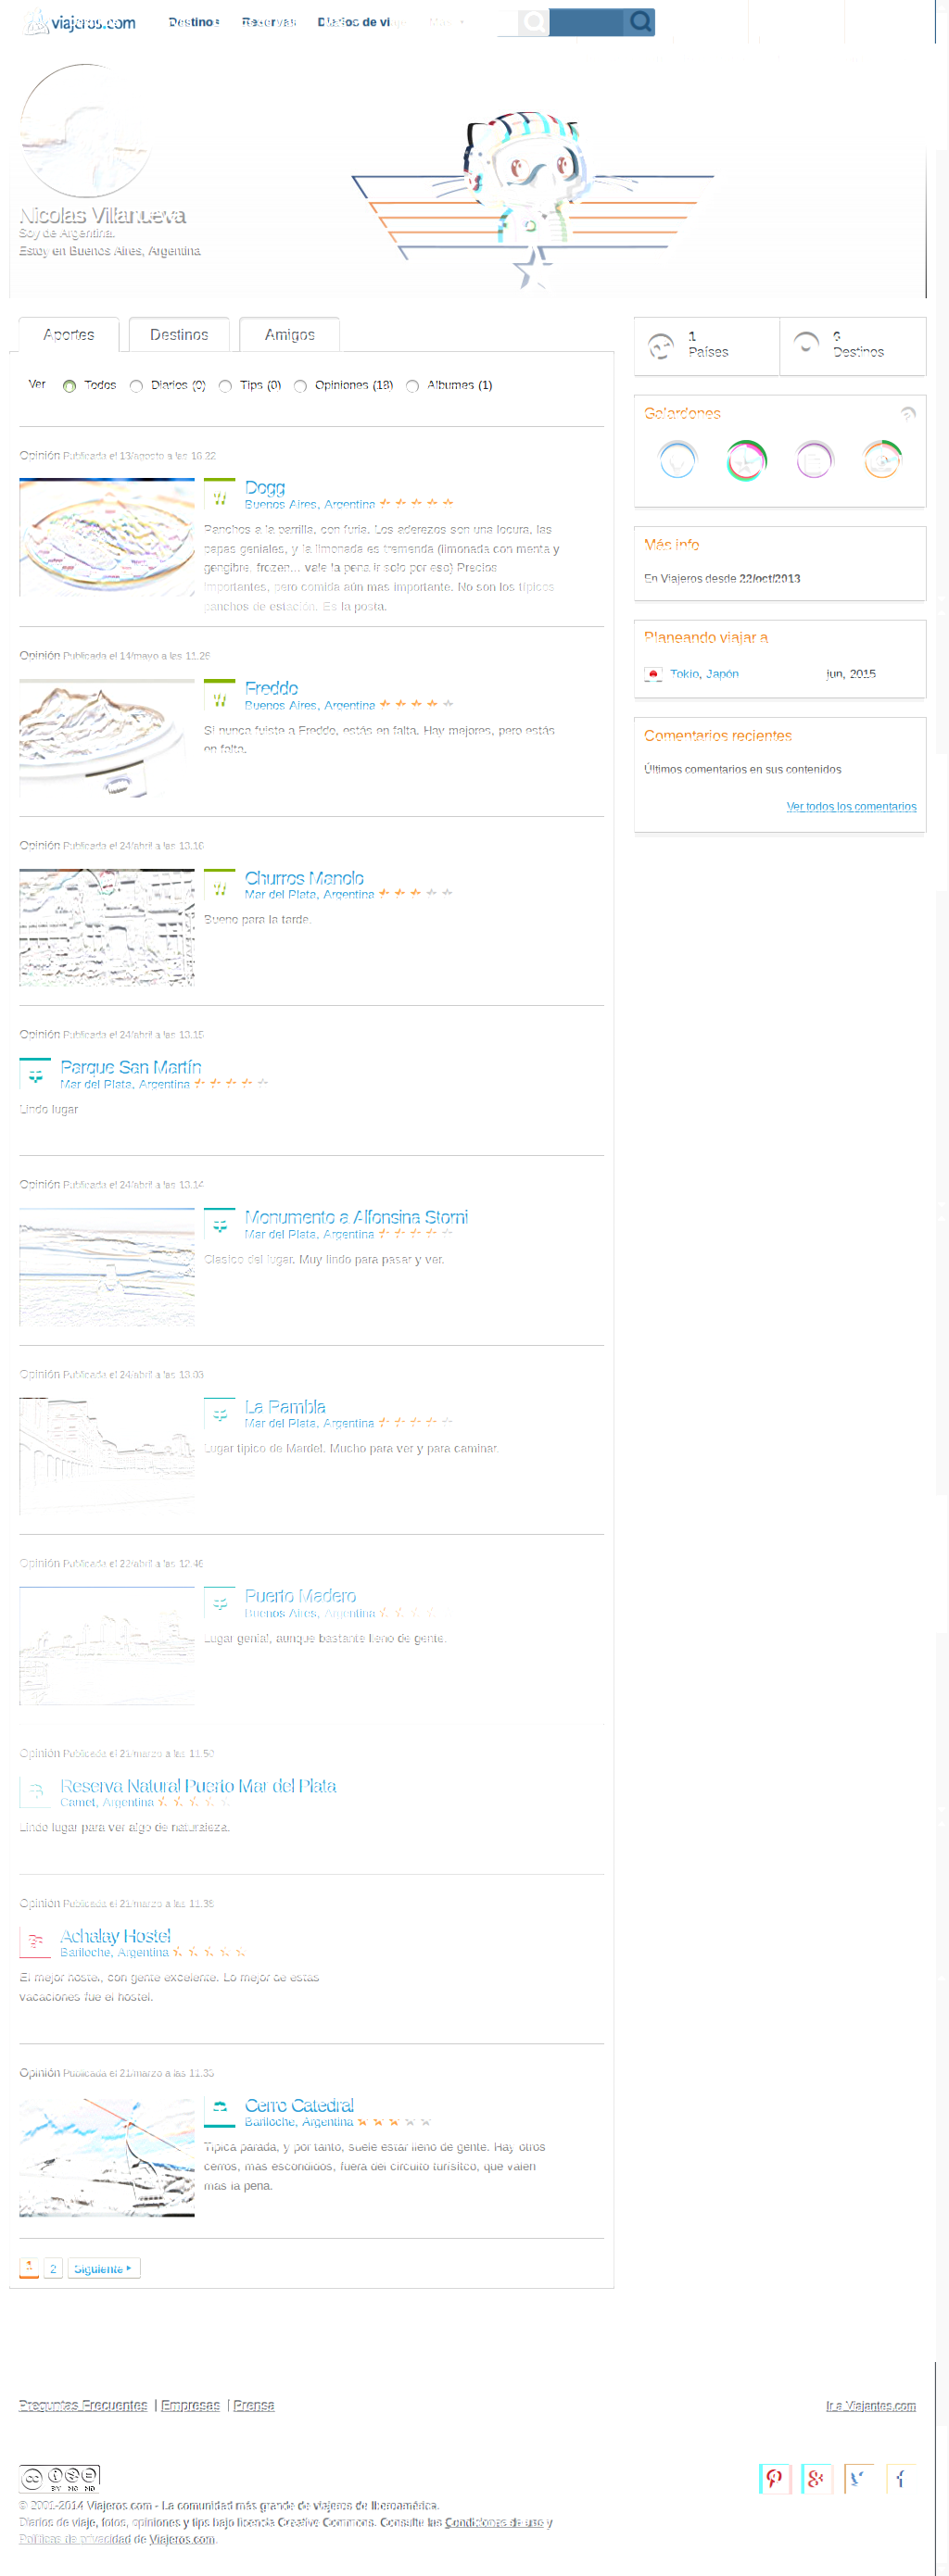 viajeros.com
Destinos Reservas Diarios de viajes
Nicolas Villanueva
Soy de Argentina.
Estoy en Buenos Aires, Argentina
Aportes Destinos Amigos
Ver Todos Diarios (0) Tips (0) Opiniones (18) Albumes (1)
Opinión Publicada el 13/agosto a las 16.22
Dogg
Buenos Aires, Argentina
Panchos a la parrilla, con furia. Los aderezos son una locura, las
papas geniales, y la limonada es tremenda (limonada con menta y
gengibre, frozen... vale la pena ir solo por eso) Precios
importantes, pero comida aún mas importante. No son los típicos
panchos de estación. Es la posta.
Opinión Publicada el 14/mayo a las 11.26
Freddo
Buenos Aires, Argentina
Si nunca fuiste a Freddo, estás en falta. Hay mejores, pero estás
en falta.
Opinión Publicada el 24/abril a las 13.16
Churros Manolo
Mar del Plata, Argentina
Bueno para la tarde.
Opinión Publicada el 24/abril a las 13.15
Parque San Martín
Mar del Plata, Argentina
Lindo lugar
Opinión Publicada el 24/abril a las 13.14
Monumento a Alfonsina Storni
Mar del Plata, Argentina
Clasico del lugar. Muy lindo para pasar y ver.
Opinión Publicada el 24/abril a las
La Rambla
Mar del Plata, Argentina
Lugar tipico de Mardel. Mucho para ver y para caminar.
Opinión Publicada el 22/abril a las 12.46
Puerto Madero
Buenos Aires, Argentina
Lugar genial, aunque bastante lleno de gente.
Opinión Publicada el 21/marzo a las 11.50
Reserva Natural Puerto Mar del Plata
Camet, Argentina
Lindo lugar para ver algo de naturaleza.
Opinión Publicada el 21/marzo a las 11.38
Achalay Hostel
Bariloche, Argentina
El mejor hostel, con gente excelente. Lo mejor de estas
vacaciones fue el hostel.
Opinión Publicada el 21/marzo a las 11.33
Cerro Catedral
Bariloche, Argentina
Tipica parada, y por tanto, suele estar lleno de gente. Hay otros
cerros, mas escondidos, fuera del circuito turísitco, que valen
mas la pena.
1 2 Siguiente
1
Países
6
Destinos
Galardones
Más info
En Viajeros desde 22/oct/2013
Planeando viajar a
Tokio, Japón jun, 2015
Comentarios recientes
Últimos comentarios en sus contenidos
Ver todos los comentarios
Preguntas Frecuentes | Empresas | Prensa
Ir a Viajantes.com
© 2001-2014 Viajeros.com - La comunidad más grande de viajeros de Iberoamérica.
Diarios de viaje, fotos, opiniones y tips bajo licencia Creative Commons. Consulte las Condiciones de uso y
Políticas de privacidad de Viajeros.com.